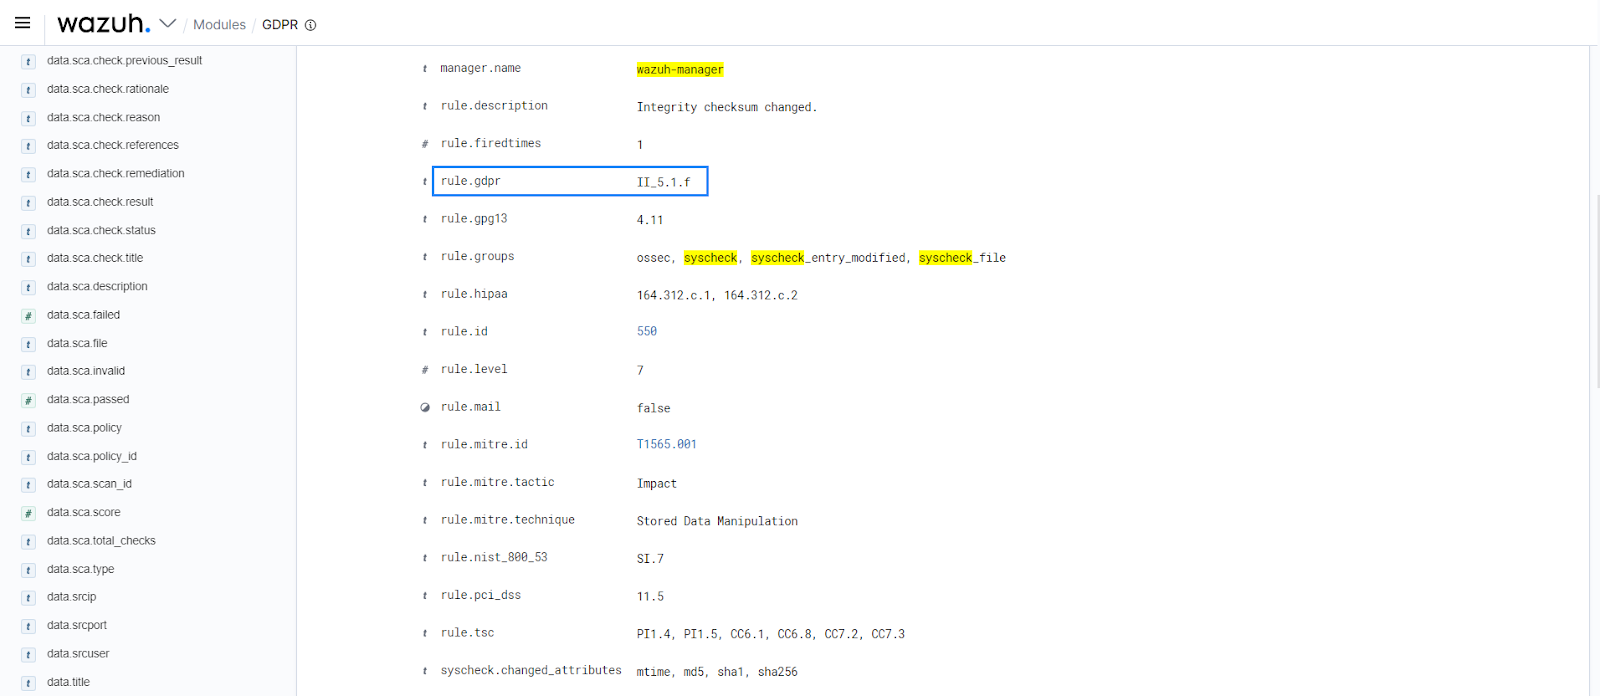 wazuh. / Modules / GDPR
t data.sca.check.previous_result
t data.sca.check.rationale
t data.sca.check.reason
t data.sca.check.references
t data.sca.check.remediation
t data.sca.check.result
t data.sca.check.status
t data.sca.check.title
t data.sca.description
# data.sca.failed
t data.sca.file
t data.sca.invalid
# data.sca.passed
t data.sca.policy
t data.sca.policy_id
t data.sca.scan_id
# data.sca.score
t data.sca.total_checks
t data.sca.type
t data.srcip
t data.srcport
t data.srcuser
t data.title
t manager.name wazuh-manager
t rule.description Integrity checksum changed.
# rule.firedtimes 1
t rule.gdpr II_5.1.f
t rule.gpg13 4.11
t rule.groups ossec, syscheck, syscheck_entry_modified, syscheck_file
t rule.hipaa 164.312.c.1, 164.312.c.2
t rule.id 550
# rule.level 7
rule.mail false
t rule.mitre.id T1565.001
t rule.mitre.tactic Impact
t rule.mitre.technique Stored Data Manipulation
t rule.nist_800_53 SI.7
t rule.pci_dss 11.5
t rule.tsc PI1.4, PI1.5, CC6.1, CC6.8, CC7.2, CC7.3
t syscheck.changed_attributes mtime, md5, sha1, sha256